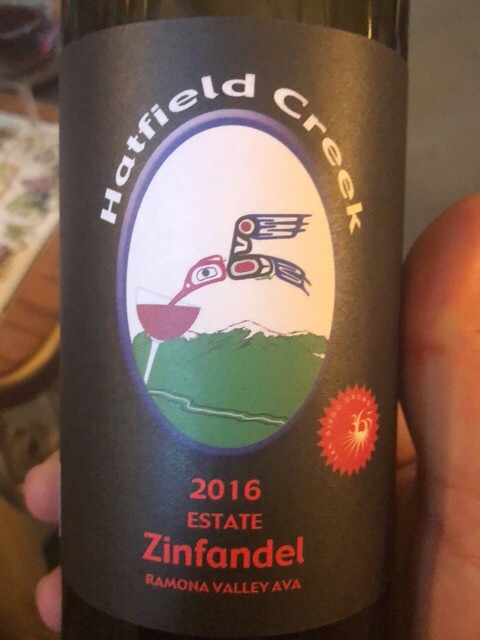 Hatfield Creek
2016
ESTATE
Zinfandel
RAMONA VALLEY AVA